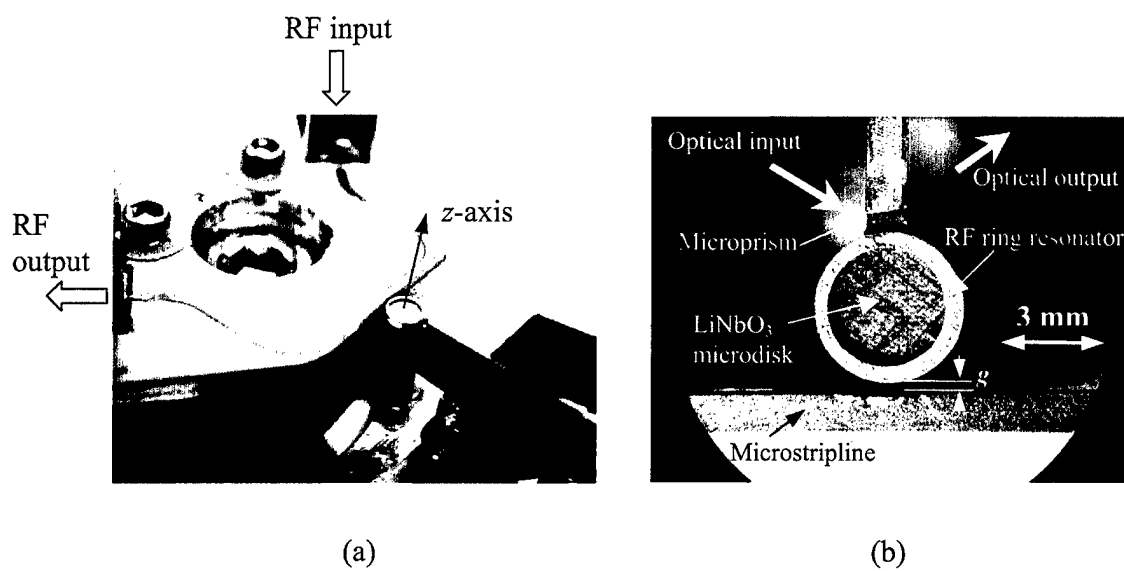 RF input
z-axis
RF
output
(a)
Optical input
Optical output
Microprism
RF ring resonator
LiNbO₃
microdisk
3 mm
g
Microstripline
(b)